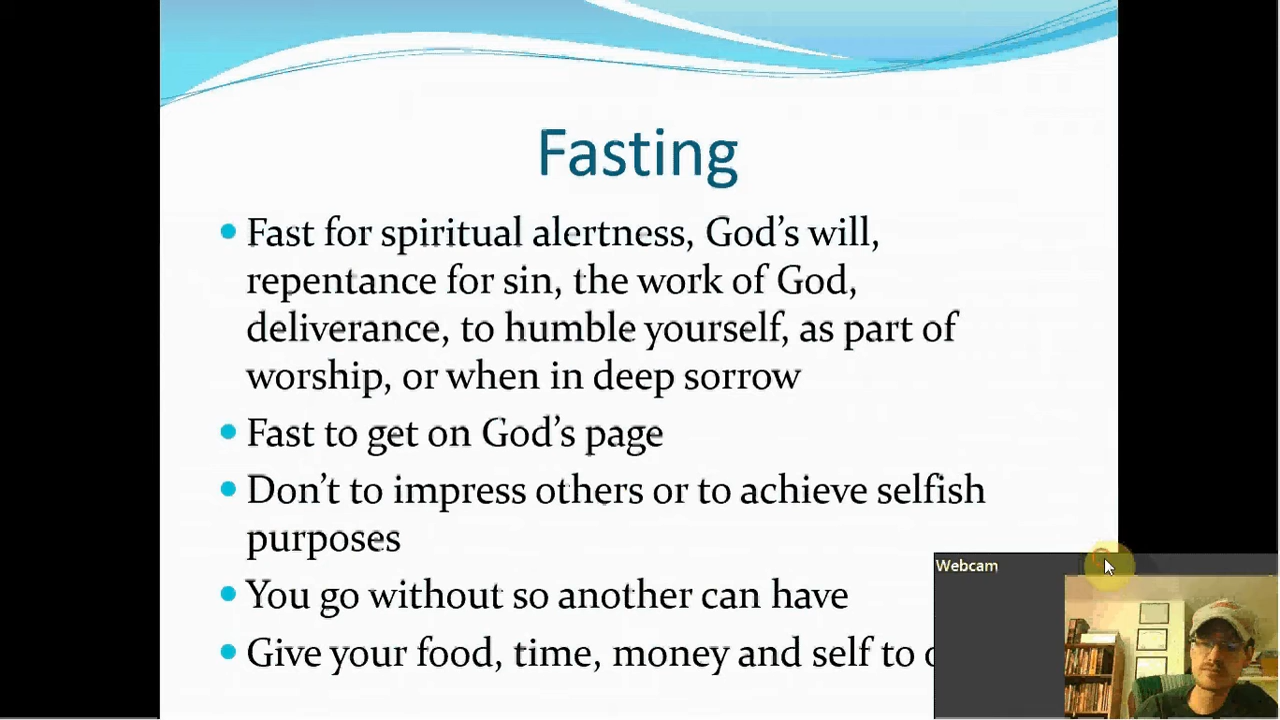 Fasting
• Fast for spiritual alertness, God's will,
repentance for sin, the work of God,
deliverance, to humble yourself, as part of
worship, or when in deep sorrow
• Fast to get on God's page
• Don't to impress others or to achieve selfish
purposes
• You go without so another can have
• Give your food, time, money and self to
Webcam